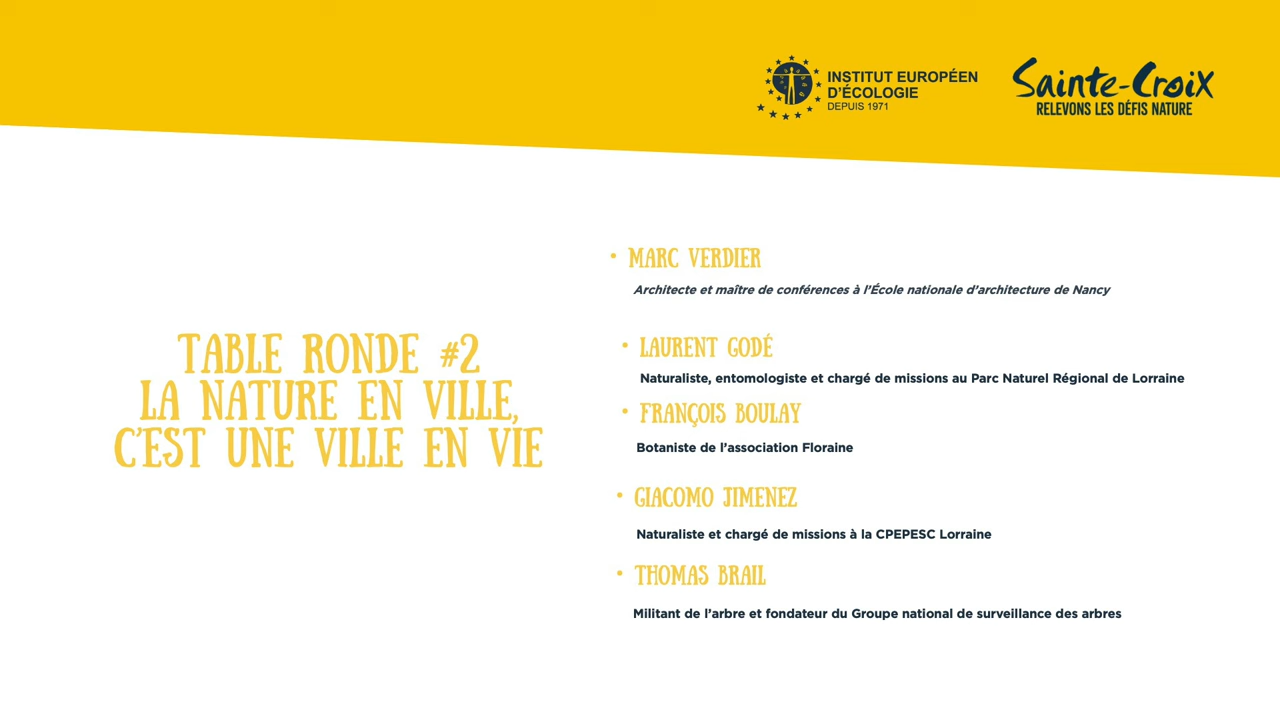 INSTITUT EUROPÉEN
D'ÉCOLOGIE
DEPUIS 1971
Sainte-Croix
RELEVONS LES DÉFIS NATURE
TABLE RONDE #2
LA NATURE EN VILLE,
C'EST UNE VILLE EN VIE
• MARC VERDIER
Architecte et maître de conférences à l'École nationale d'architecture de Nancy
• LAURENT GODÉ
Naturaliste, entomologiste et chargé de missions au Parc Naturel Régional de Lorraine
• FRANÇOIS BOULAY
Botaniste de l'association Floraine
• GIACOMO JIMENEZ
Naturaliste et chargé de missions à la CPEPESC Lorraine
• THOMAS BRAIL
Militant de l'arbre et fondateur du Groupe national de surveillance des arbres